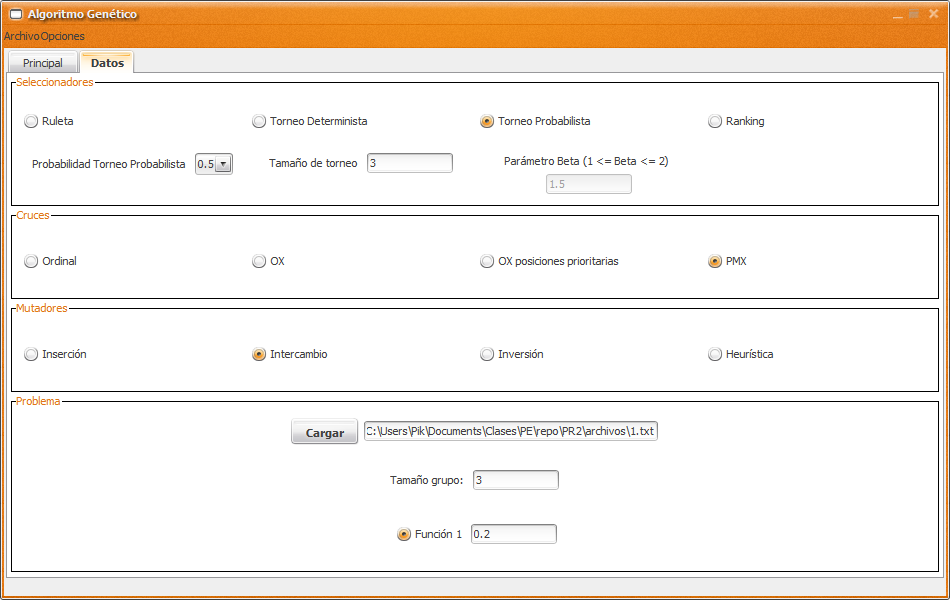 Algoritmo Genético
Archivo Opciones
Principal Datos
Seleccionadores
Ruleta Torneo Determinista Torneo Probabilista Ranking
Probabilidad Torneo Probabilista 0.5 Tamaño de torneo 3 Parámetro Beta (1 <= Beta <= 2)
1.5
Cruces
Ordinal OX OX posiciones prioritarias PMX
Mutadores
Inserción Intercambio Inversión Heurística
Problema
Cargar C:\Users\Pik\Documents\Clases\PE\repo\PR2\archivos\1.txt
Tamaño grupo: 3
Función 1 0.2